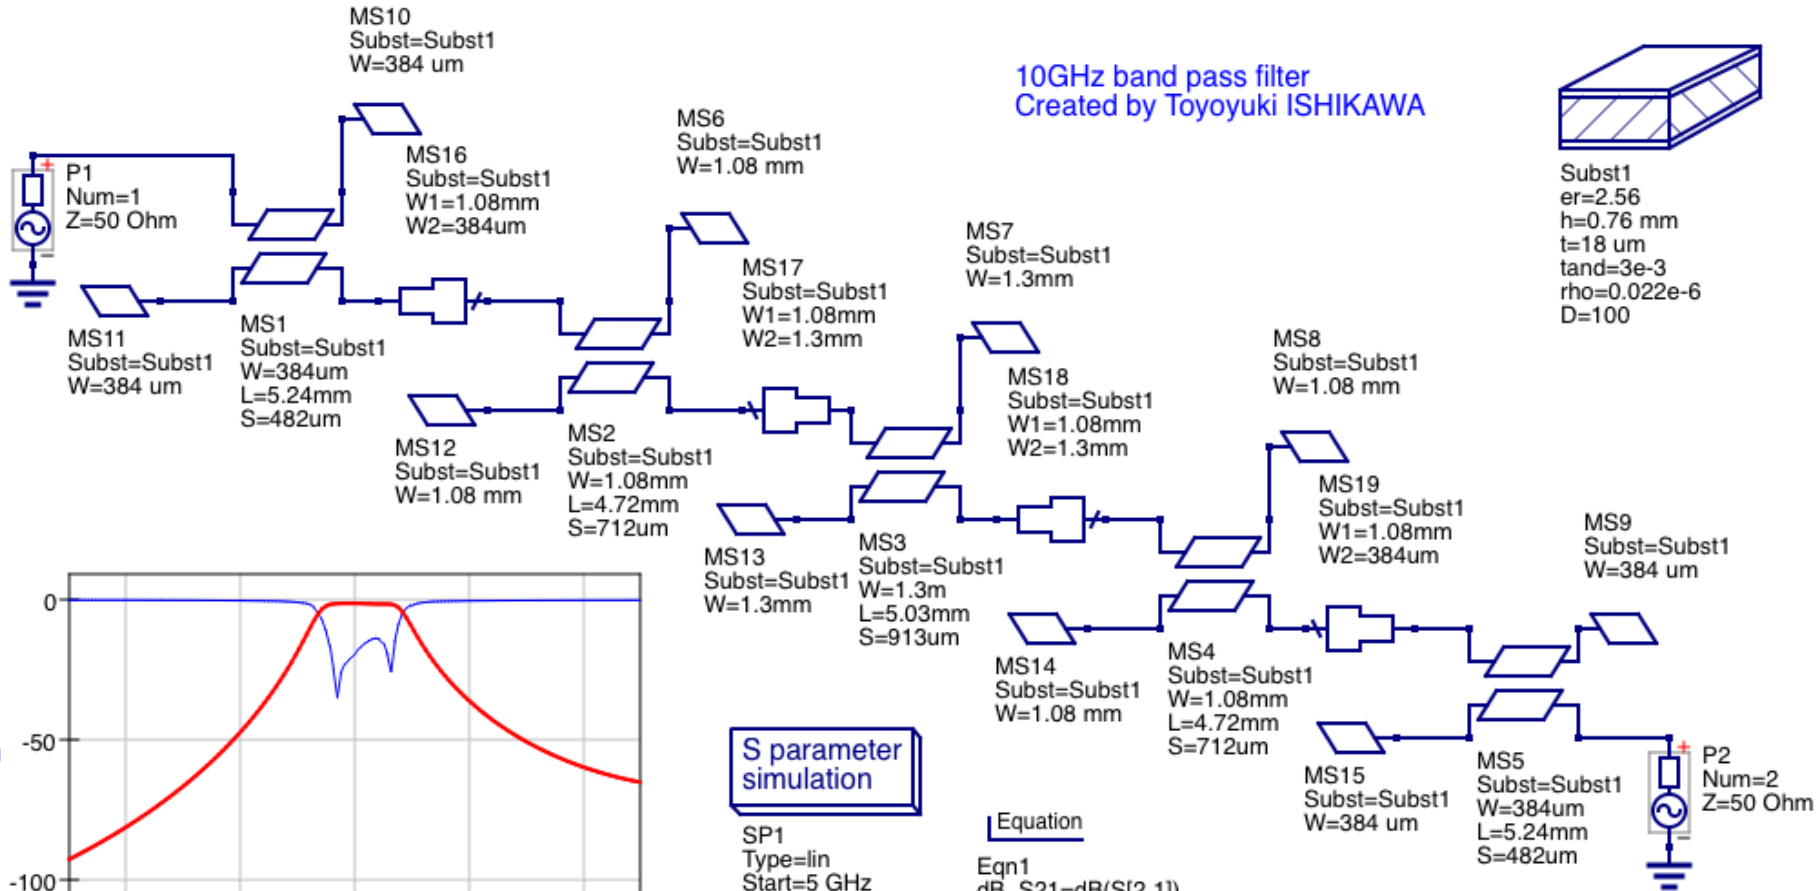 MS10
Subst=Subst1
W=384 um
10GHz band pass filter
Created by Toyoyuki ISHIKAWA
MS6
Subst=Subst1
W=1.08 mm
P1
Num=1
Z=50 Ohm
MS16
Subst=Subst1
W1=1.08mm
W2=384um
Subst1
er=2.56
h=0.76 mm
t=18 um
tand=3e-3
rho=0.022e-6
D=100
MS7
Subst=Subst1
W=1.3mm
MS17
Subst=Subst1
W1=1.08mm
W2=1.3mm
MS11
Subst=Subst1
W=384 um
MS1
Subst=Subst1
W=384um
L=5.24mm
S=482um
MS8
Subst=Subst1
W=1.08 mm
MS18
Subst=Subst1
W1=1.08mm
W2=1.3mm
MS12
Subst=Subst1
W=1.08 mm
MS2
Subst=Subst1
W=1.08mm
L=4.72mm
S=712um
MS19
Subst=Subst1
W1=1.08mm
W2=384um
MS9
Subst=Subst1
W=384 um
MS13
Subst=Subst1
W=1.3mm
MS3
Subst=Subst1
W=1.3m
L=5.03mm
S=913um
MS14
Subst=Subst1
W=1.08 mm
MS4
Subst=Subst1
W=1.08mm
L=4.72mm
S=712um
MS15
Subst=Subst1
W=384 um
MS5
Subst=Subst1
W=384um
L=5.24mm
S=482um
P2
Num=2
Z=50 Ohm
0
-50
-100
S parameter
simulation
SP1
Type=lin
Start=5 GHz
Equation
Eqn1
dB_S21=dB(S[2,1])